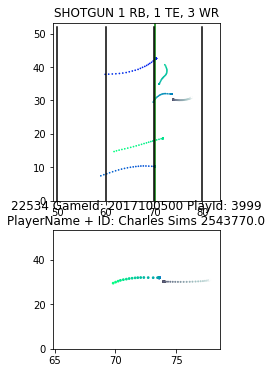 SHOTGUN 1 RB, 1 TE, 3 WR
50
40
30
20
10
0
50 60 70 80
22534 GameId: 2017100500 PlayId: 3999
PlayerName + ID: Charles Sims 2543770.0
40
20
0
65 70 75